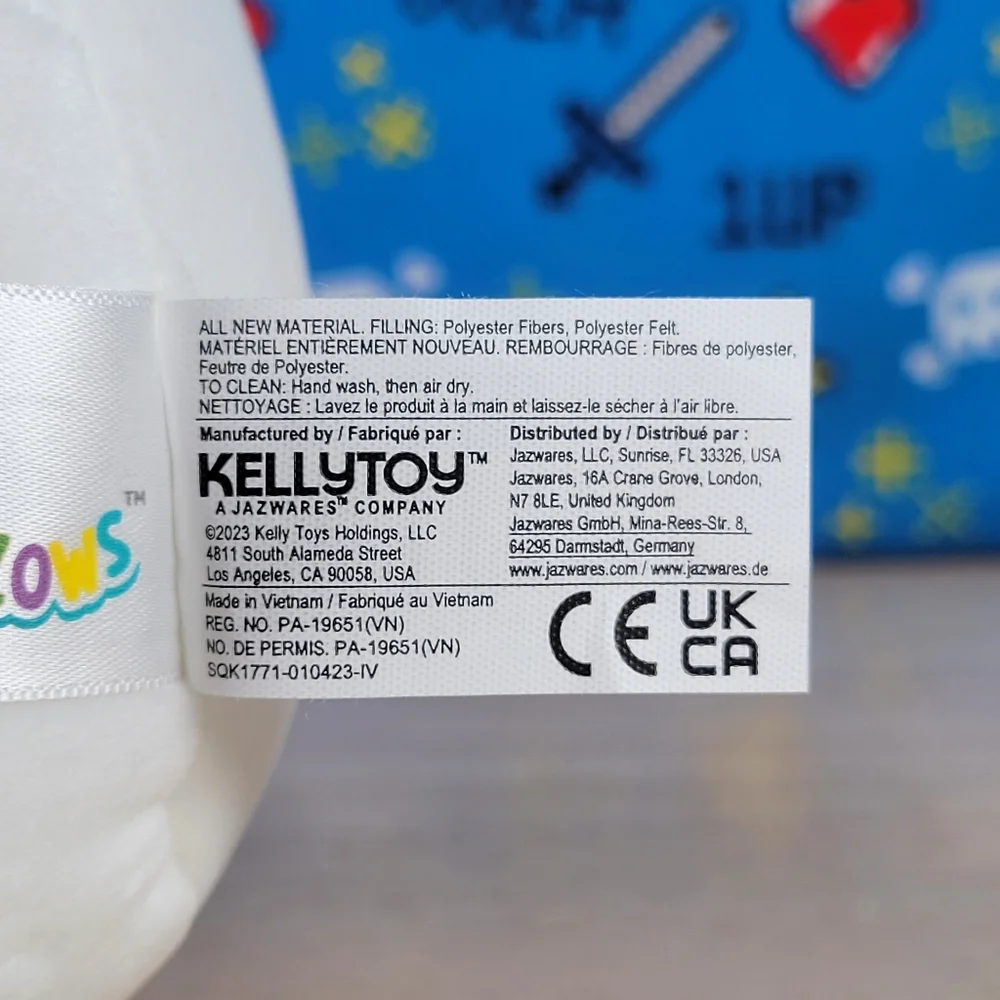 1UP
ALL NEW MATERIAL. FILLING: Polyester Fibers, Polyester Felt.
MATÉRIEL ENTIÈREMENT NOUVEAU. REMBOURRAGE : Fibres de polyester,
Feutre de Polyester.
TO CLEAN: Hand wash, then air dry.
NETTOYAGE : Lavez le produit à la main et laissez-le sécher à l'air libre.
Manufactured by / Fabriqué par :
KELLYTOY™
A JAZWARES™ COMPANY
©2023 Kelly Toys Holdings, LLC
4811 South Alameda Street
Los Angeles, CA 90058, USA
Distributed by / Distribué par :
Jazwares, LLC, Sunrise, FL 33326, USA
Jazwares, 16A Crane Grove, London,
N7 8LE, United Kingdom
Jazwares GmbH, Mina-Rees-Str. 8,
64295 Darmstadt, Germany
www.jazwares.com / www.jazwares.de
Made in Vietnam / Fabriqué au Vietnam
REG. NO. PA-19651(VN)
NO. DE PERMIS. PA-19651(VN)
SQK1771-010423-IV
CE
UK
CA
OWS™